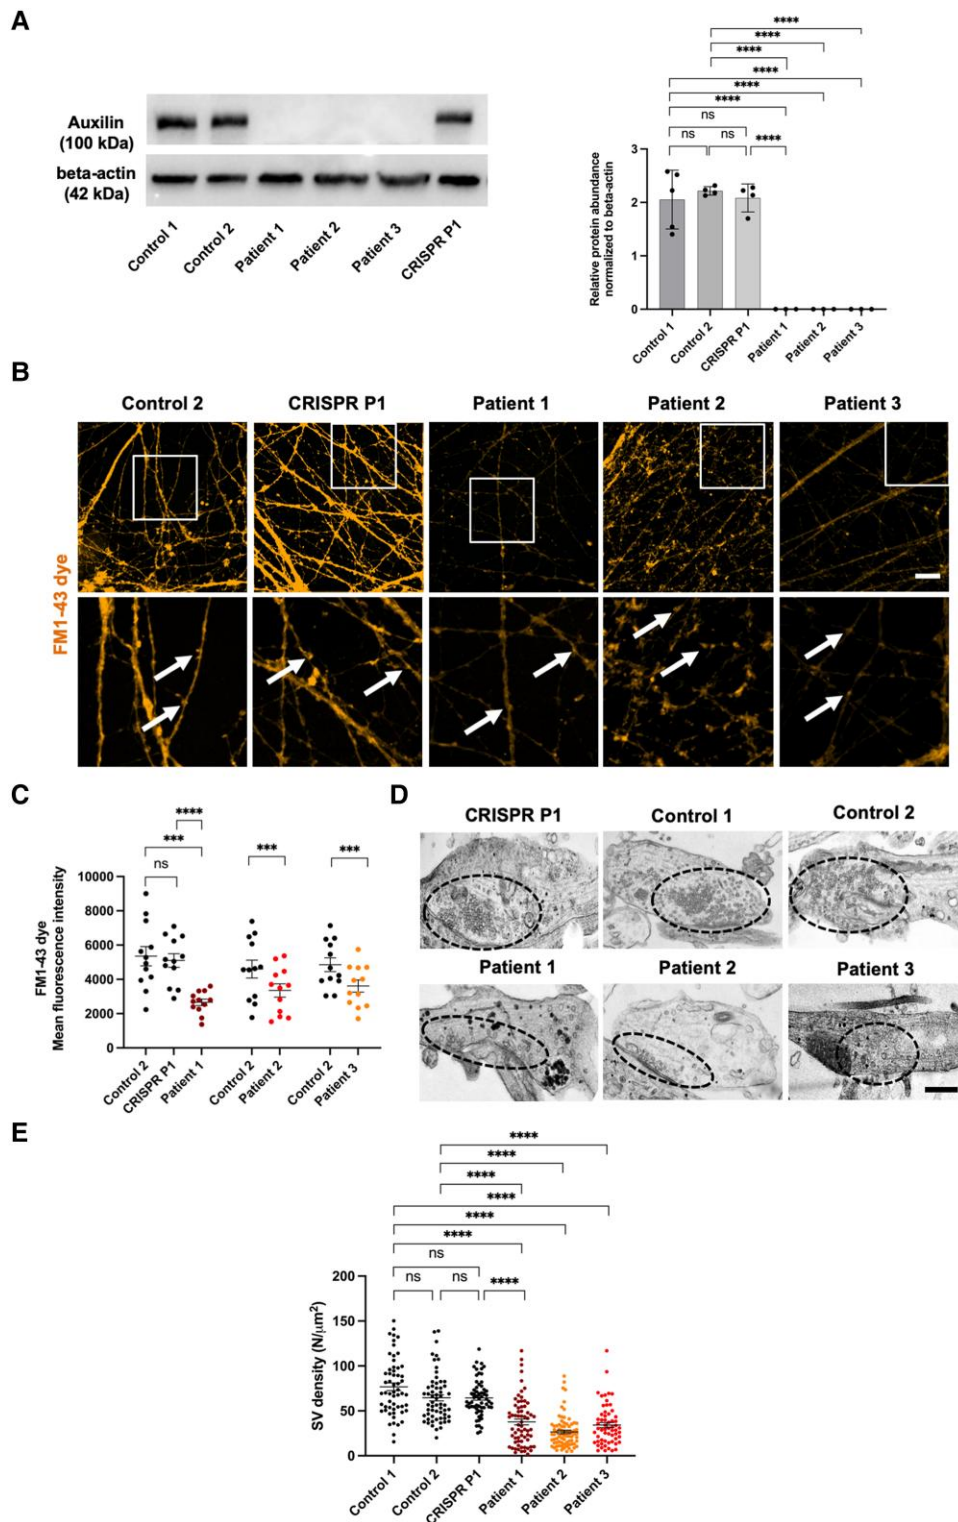 A
Auxilin
(100 kDa)
beta-actin
(42 kDa)
Control 1
Control 2
Patient 1
Patient 2
Patient 3
CRISPR P1
****
****
****
****
****
****
ns
ns
ns
****
Relative protein abundance
normalized to beta-actin
3
2
1
0
Control 1
Control 2
CRISPR P1
Patient 1
Patient 2
Patient 3
B
Control 2
CRISPR P1
Patient 1
Patient 2
Patient 3
FM1-43 dye
C
****
***
ns
***
***
FM1-43 dye
Mean fluorescence intensity
10000
8000
6000
4000
2000
0
Control 2
CRISPR P1
Patient 1
Control 2
Patient 2
Control 2
Patient 3
D
CRISPR P1
Control 1
Control 2
Patient 1
Patient 2
Patient 3
E
****
****
****
****
****
****
ns
ns
ns
****
SV density (N/μm²)
200
150
100
50
0
Control 1
Control 2
CRISPR P1
Patient 1
Patient 2
Patient 3